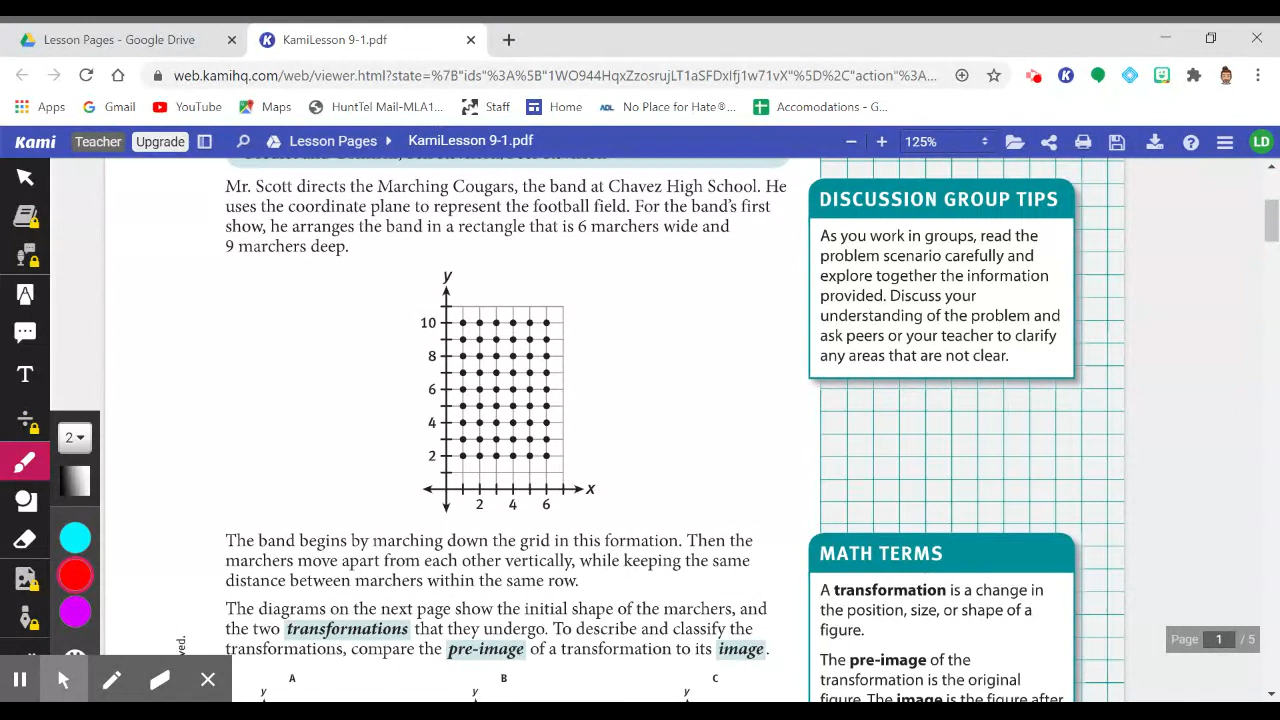 Lesson Pages - Google Drive
KamiLesson 9-1.pdf
web.kamihq.com/web/viewer.html?state=%7B"ids"%3A%5B"1WO944HqxZzosrujLT1aSFDxIfj1w71vX"%5D%2C"action"%3A...
Apps
Gmail
YouTube
Maps
HuntTel Mail-MLA1...
Staff
Home
ADL
No Place for Hate®...
Accomodations - G...
Kami
Teacher
Upgrade
Lesson Pages
KamiLesson 9-1.pdf
125%
LD
Mr. Scott directs the Marching Cougars, the band at Chavez High School. He
uses the coordinate plane to represent the football field. For the band's first
show, he arranges the band in a rectangle that is 6 marchers wide and
9 marchers deep.
y
10
8
6
4
2
x
2 4 6
The band begins by marching down the grid in this formation. Then the
marchers move apart from each other vertically, while keeping the same
distance between marchers within the same row.
The diagrams on the next page show the initial shape of the marchers, and
the two transformations that they undergo. To describe and classify the
transformations, compare the pre-image of a transformation to its image.
A B C
y y y
DISCUSSION GROUP TIPS
As you work in groups, read the
problem scenario carefully and
explore together the information
provided. Discuss your
understanding of the problem and
ask peers or your teacher to clarify
any areas that are not clear.
MATH TERMS
A transformation is a change in
the position, size, or shape of a
figure.
The pre-image of the
transformation is the original
figure. The image is the figure after
Page 1 / 5
2
T